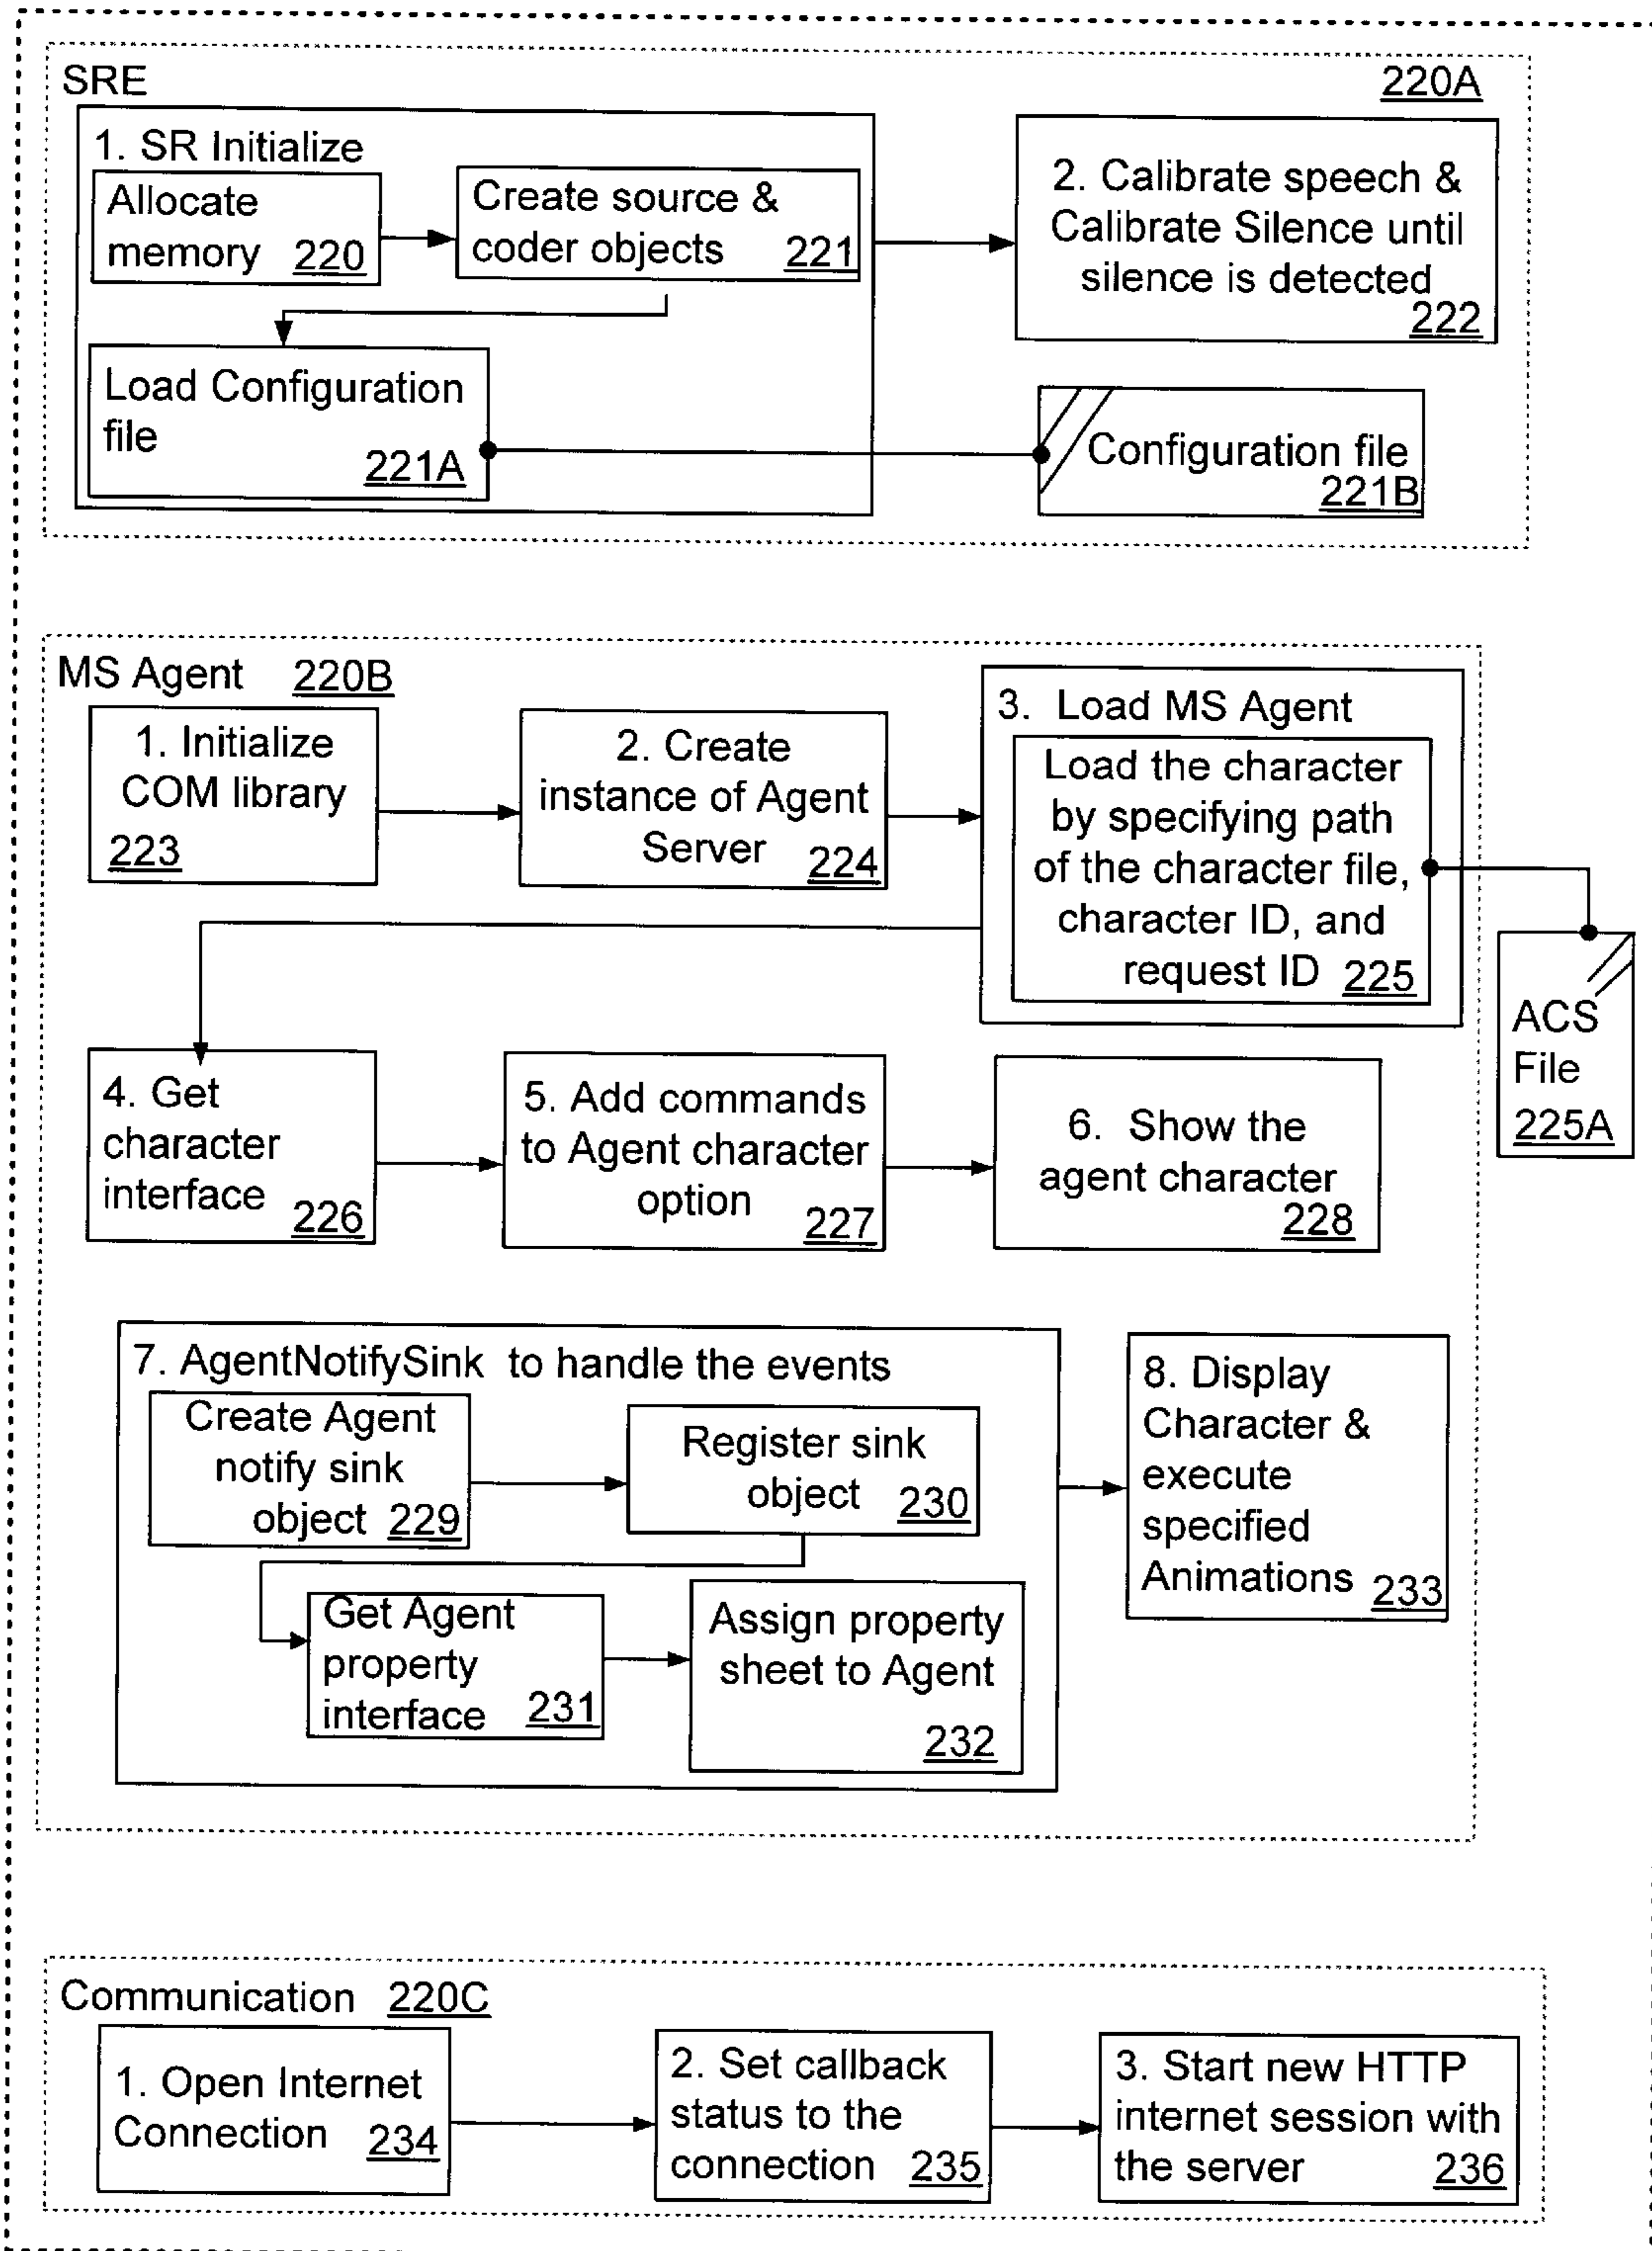 SRE
220A
1. SR Initialize
Allocate
memory 220
Create source &
coder objects 221
2. Calibrate speech &
Calibrate Silence until
silence is detected
222
Load Configuration
file
221A
Configuration file
221B
MS Agent 220B
1. Initialize
COM library
223
2. Create
instance of Agent
Server 224
3. Load MS Agent
Load the character
by specifying path
of the character file,
character ID, and
request ID 225
ACS
File
225A
4. Get
character
interface 226
5. Add commands
to Agent character
option 227
6. Show the
agent character
228
7. AgentNotifySink to handle the events
Create Agent
notify sink
object 229
Register sink
object 230
Get Agent
property
interface 231
Assign property
sheet to Agent
232
8. Display
Character &
execute
specified
Animations 233
Communication 220C
1. Open Internet
Connection 234
2. Set callback
status to the
connection 235
3. Start new HTTP
internet session with
the server 236